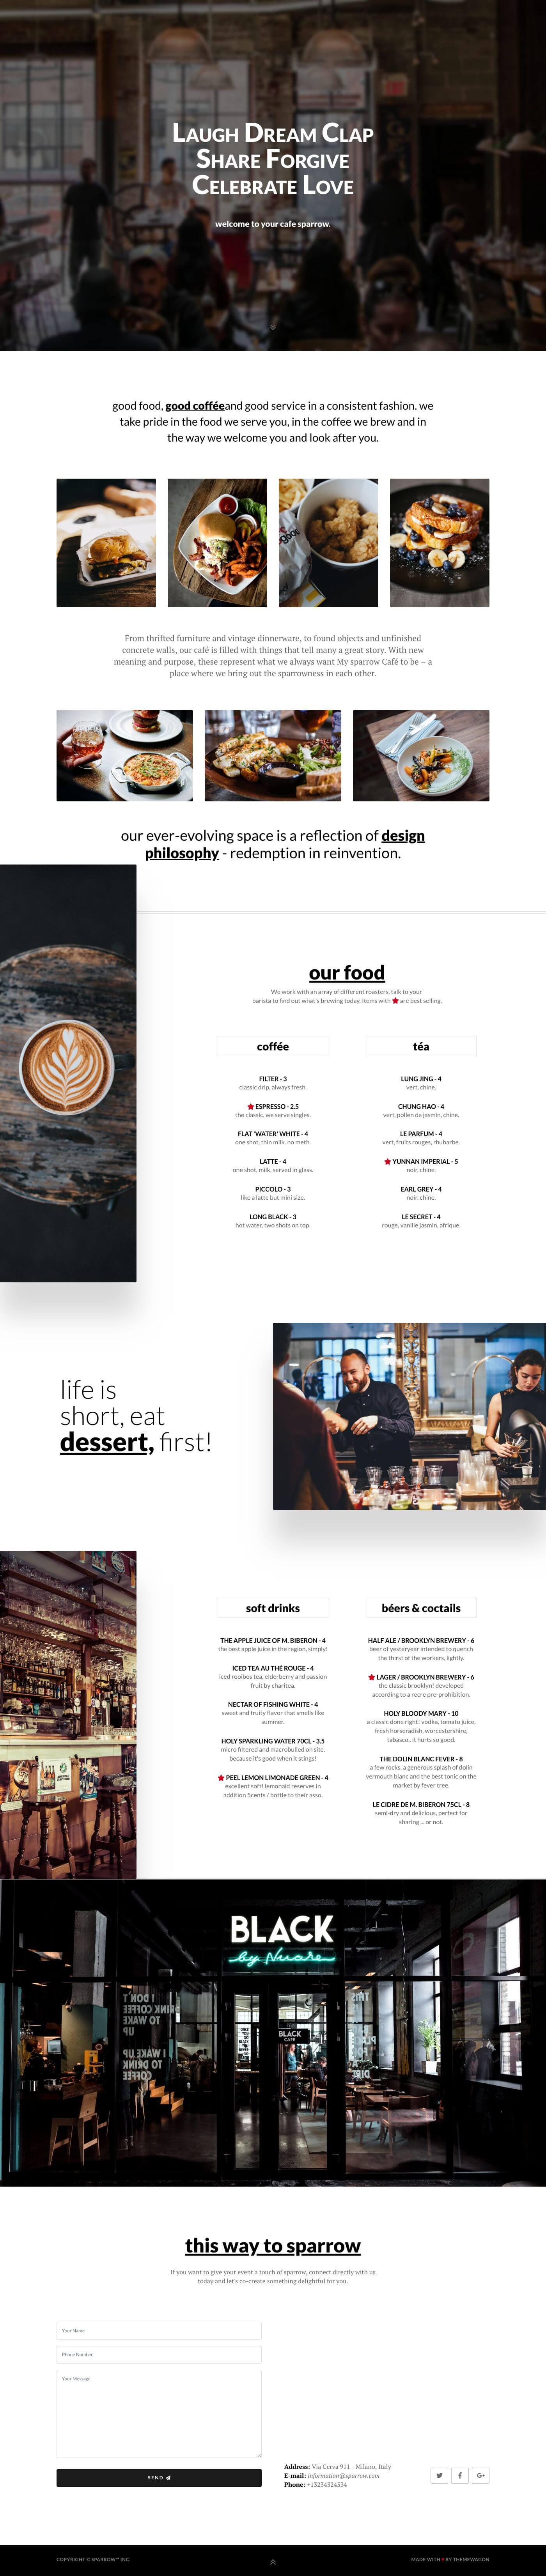 Laugh Dream Clap
Share Forgive
Celebrate Love
welcome to your cafe sparrow.
good food, good cofféeand good service in a consistent fashion. we
take pride in the food we serve you, in the coffee we brew and in
the way we welcome you and look after you.
From thrifted furniture and vintage dinnerware, to found objects and unfinished
concrete walls, our café is filled with things that tell many a great story. With new
meaning and purpose, these represent what we always want My sparrow Café to be – a
place where we bring out the sparrowness in each other.
our ever-evolving space is a reflection of design
philosophy - redemption in reinvention.
our food
We work with an array of different roasters, talk to your
barista to find out what's brewing today. Items with ★ are best selling.
coffée
FILTER - 3
classic drip, always fresh.
★ ESPRESSO - 2.5
the classic. we serve singles.
FLAT 'WATER' WHITE - 4
one shot, thin milk. no meth.
LATTE - 4
one shot, milk, served in glass.
PICCOLO - 3
like a latte but mini size.
LONG BLACK - 3
hot water, two shots on top.
téa
LUNG JING - 4
vert, chine.
CHUNG HAO - 4
vert, pollen de jasmin, chine.
LE PARFUM - 4
vert, fruits rouges, rhubarbe.
★ YUNNAN IMPERIAL - 5
noir, chine.
EARL GREY - 4
noir, chine.
LE SECRET - 4
rouge, vanille jasmin, afrique.
life is
short, eat
dessert, first!
soft drinks
THE APPLE JUICE OF M. BIBERON - 4
the best apple juice in the region, simply!
ICED TEA AU THÉ ROUGE - 4
iced rooibos tea, elderberry and passion
fruit by charitea.
NECTAR OF FISHING WHITE - 4
sweet and fruity flavor that smells like
summer.
HOLY SPARKLING WATER 70CL - 3.5
micro filtered and macrobulled on site.
because it's good when it stings!
★ PEEL LEMON LIMONADE GREEN - 4
excellent soft! lemonaid reserves in
addition 5cents / bottle to their asso.
béers & coctails
HALF ALE / BROOKLYN BREWERY - 6
beer of yesteryear intended to quench
the thirst of the workers, lightly.
★ LAGER / BROOKLYN BREWERY - 6
the classic brooklyn! developed
according to a recre pre-prohibition.
HOLY BLOODY MARY - 10
a classic done right! vodka, tomato juice,
fresh horseradish, worcestershire,
tabasco.. it hurts so good.
THE DOLIN BLANC FEVER - 8
a few rocks, a generous splash of dolin
vermouth blanc and the best tonic on the
market by fever tree.
LE CIDRE DE M. BIBERON 75CL - 8
semi-dry and delicious, perfect for
sharing ... or not.
BLACK
by Nuare
I DON'T
DRINK COFFEE
TO WAKE
UP
I WAKE UP
TO DRINK
COFFEE
BLACK
CAFE
this way to sparrow
If you want to give your event a touch of sparrow, connect directly with us
today and let's co-create something delightful for you.
Your Name
Phone Number
Your Message
SEND
Address: Via Cerva 911 - Milano, Italy
E-mail: information@sparrow.com
Phone: +13234324534
G+
COPYRIGHT © SPARROW™ INC.
MADE WITH ♥ BY THEMEWAGON